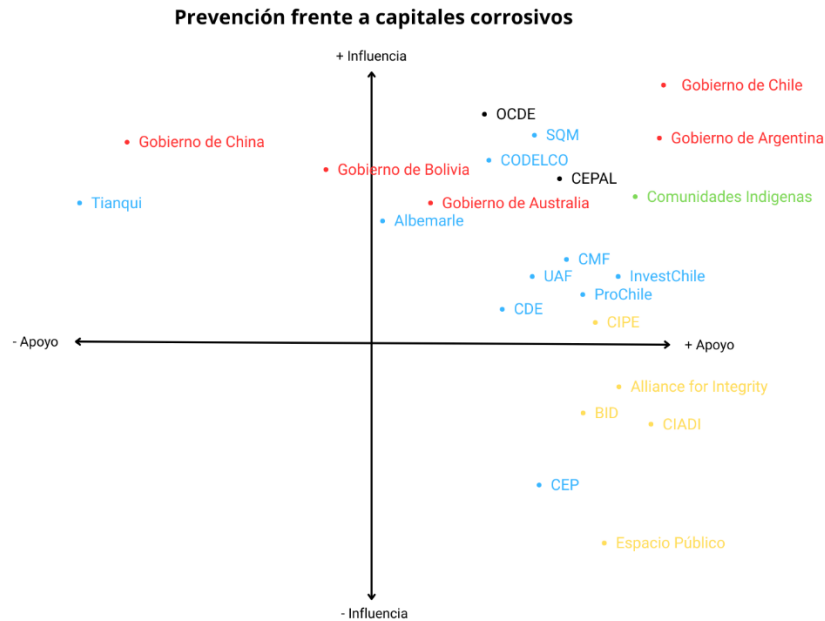 Prevención frente a capitales corrosivos
+ Influencia
Gobierno de Chile
OCDE
SQM
Gobierno de China
Gobierno de Argentina
CODELCO
Gobierno de Bolivia
CEPAL
Comunidades Indigenas
Tianqui
Gobierno de Australia
Albemarle
CMF
UAF
InvestChile
ProChile
CDE
CIPE
- Apoyo
+ Apoyo
Alliance for Integrity
BID
CIADI
CEP
Espacio Público
- Influencia